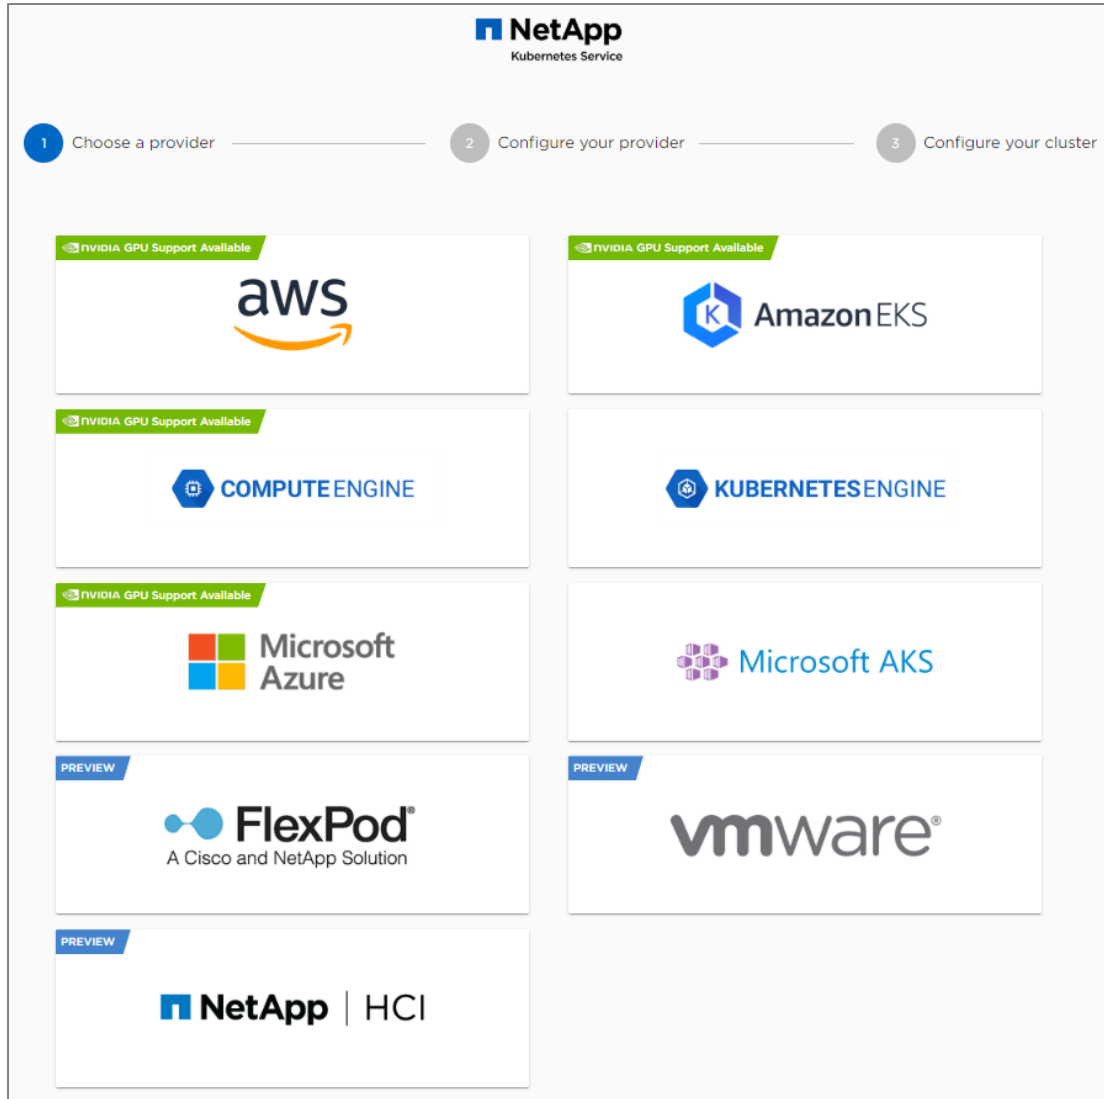 NetApp
Kubernetes Service
1 Choose a provider
2 Configure your provider
3 Configure your cluster
NVIDIA GPU Support Available
aws
NVIDIA GPU Support Available
K
Amazon EKS
NVIDIA GPU Support Available
COMPUTE ENGINE
KUBERNETES ENGINE
NVIDIA GPU Support Available
Microsoft
Azure
Microsoft AKS
PREVIEW
FlexPod®
A Cisco and NetApp Solution
PREVIEW
vmware®
PREVIEW
NetApp | HCI